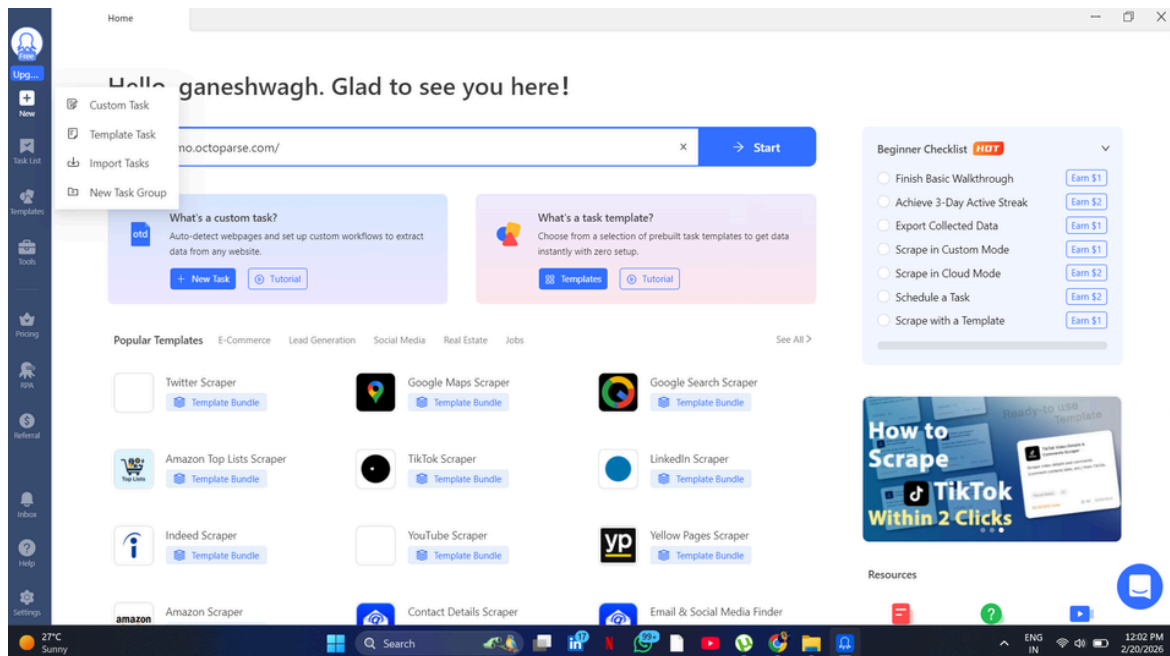 Home
Free
Upg...
New
Task List
Templates
Tools
Pricing
RPA
Referral
Inbox
Help
Settings
Custom Task
Template Task
Import Tasks
New Task Group
Hello, ganeshwagh. Glad to see you here!
mo.octoparse.com/
Start
otd
What's a custom task?
Auto-detect webpages and set up custom workflows to extract
data from any website.
New Task
Tutorial
What's a task template?
Choose from a selection of prebuilt task templates to get data
instantly with zero setup.
Templates
Tutorial
Popular Templates E-Commerce Lead Generation Social Media Real Estate Jobs See All
Twitter Scraper
Template Bundle
Google Maps Scraper
Template Bundle
Google Search Scraper
Template Bundle
Top Lists
Amazon Top Lists Scraper
Template Bundle
TikTok Scraper
Template Bundle
LinkedIn Scraper
Template Bundle
Indeed Scraper
Template Bundle
YouTube Scraper
Template Bundle
yp
Yellow Pages Scraper
Template Bundle
amazon
Amazon Scraper
Contact Details Scraper
Email & Social Media Finder
Beginner Checklist HOT
Finish Basic Walkthrough Earn $1
Achieve 3-Day Active Streak Earn $2
Export Collected Data Earn $1
Scrape in Custom Mode Earn $1
Scrape in Cloud Mode Earn $2
Schedule a Task Earn $2
Scrape with a Template Earn $1
Ready-to use
Template
How to
Scrape
TikTok
Within 2 Clicks
Resources
27°C
Sunny
Search
17
99+
ENG
IN
12:02 PM
2/20/2026